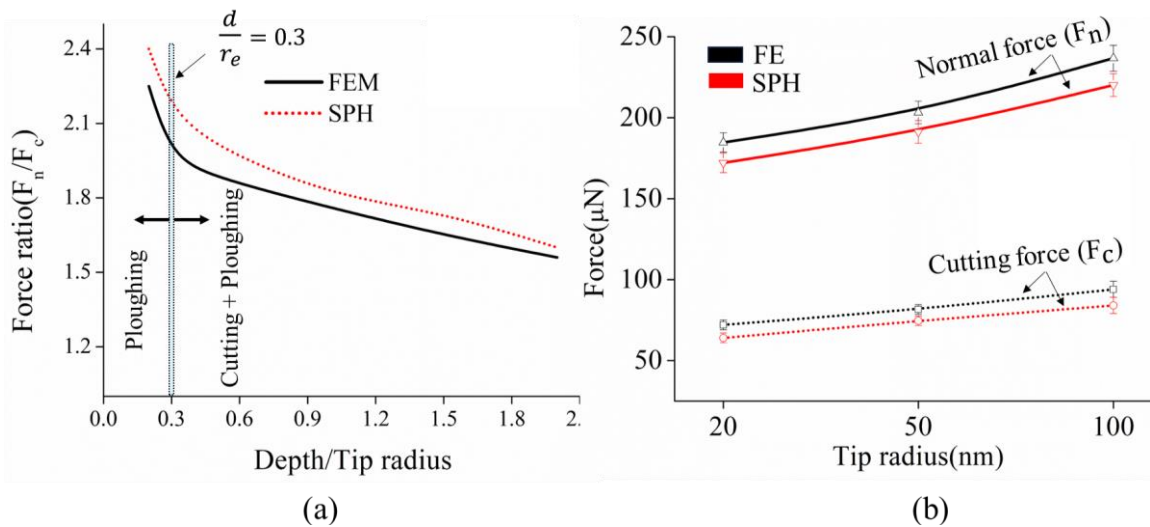 2.4
2.1
1.8
1.5
1.2
Force ratio(F_n/F_c)
d/r_e = 0.3
FEM
SPH
Ploughing
Cutting + Ploughing
0.0 0.3 0.6 0.9 1.2 1.5 1.8 2.
Depth/Tip radius
(a)
250
200
150
100
50
Force(μN)
FE
SPH
Normal force (F_n)
Cutting force (F_c)
20 50 100
Tip radius(nm)
(b)